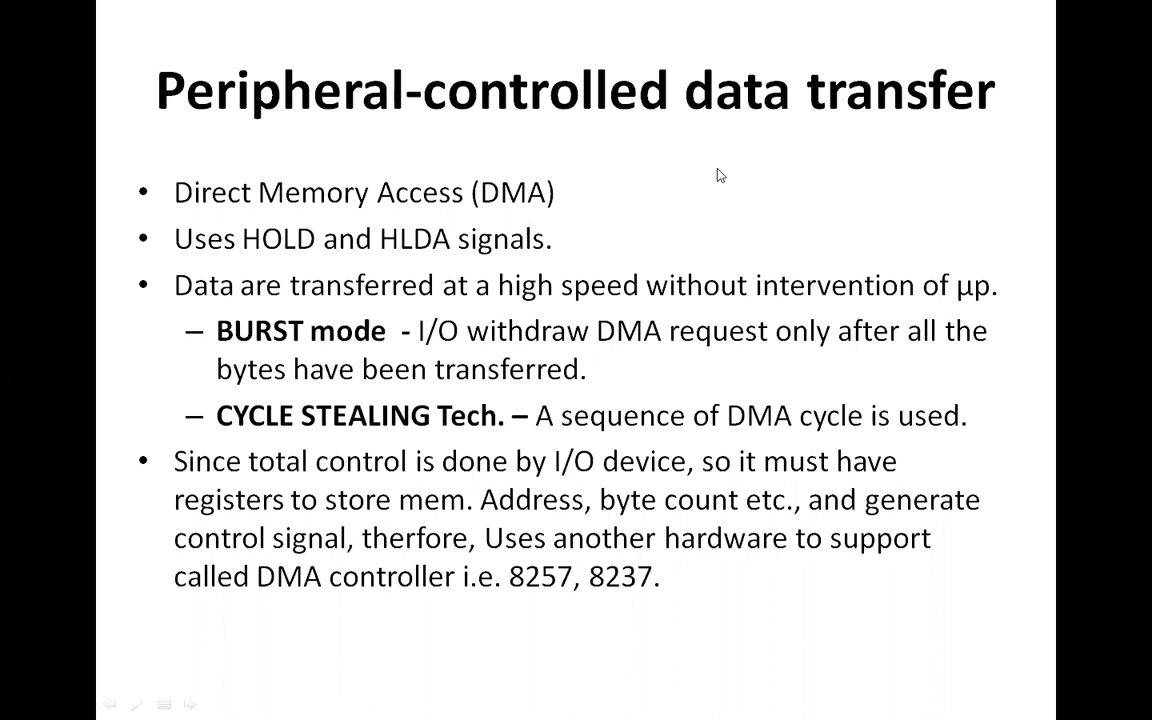 Peripheral-controlled data transfer
• Direct Memory Access (DMA)
• Uses HOLD and HLDA signals.
• Data are transferred at a high speed without intervention of µp.
– BURST mode - I/O withdraw DMA request only after all the
bytes have been transferred.
– CYCLE STEALING Tech. – A sequence of DMA cycle is used.
• Since total control is done by I/O device, so it must have
registers to store mem. Address, byte count etc., and generate
control signal, therfore, Uses another hardware to support
called DMA controller i.e. 8257, 8237.